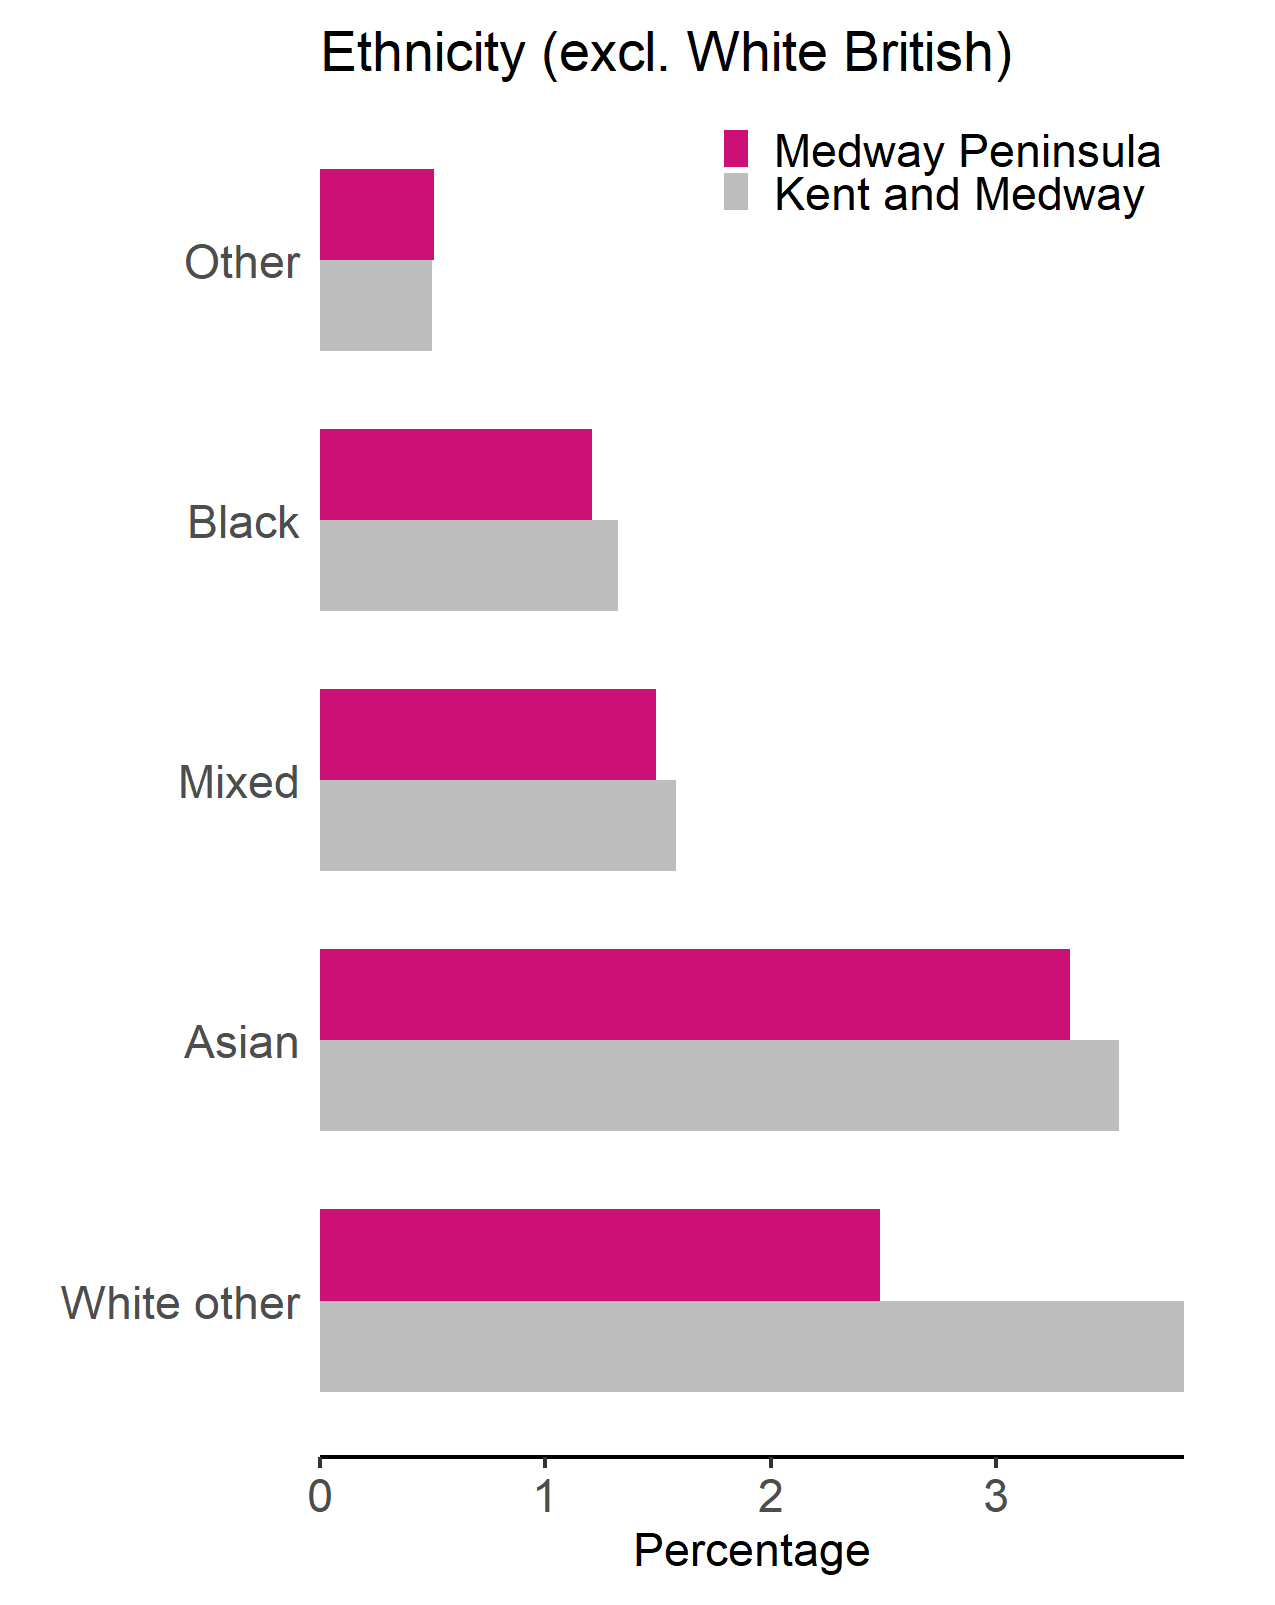 Ethnicity (excl. White British)
Medway Peninsula
Kent and Medway
Other
Black
Mixed
Asian
White other
0 1 2 3
Percentage